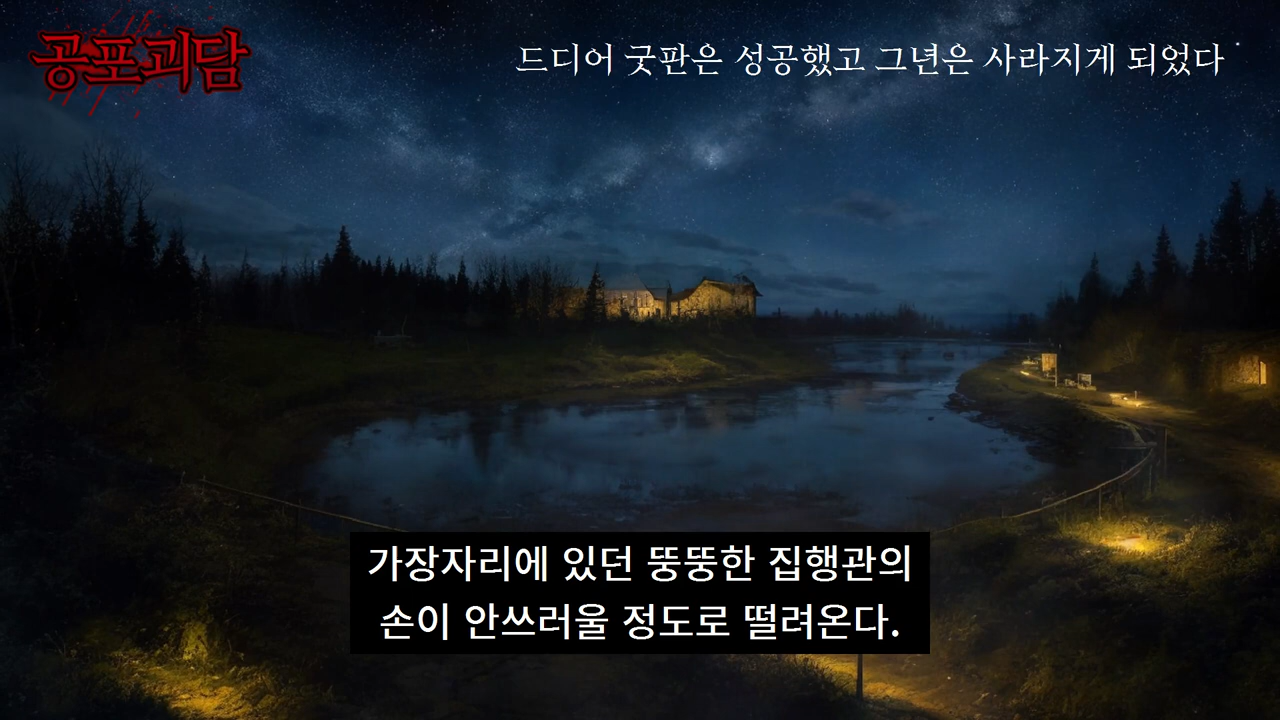 공포괴담
드디어 굿판은 성공했고 그년은 사라지게 되었다
가장자리에 있던 뚱뚱한 집행관의
손이 안쓰러울 정도로 떨려온다.